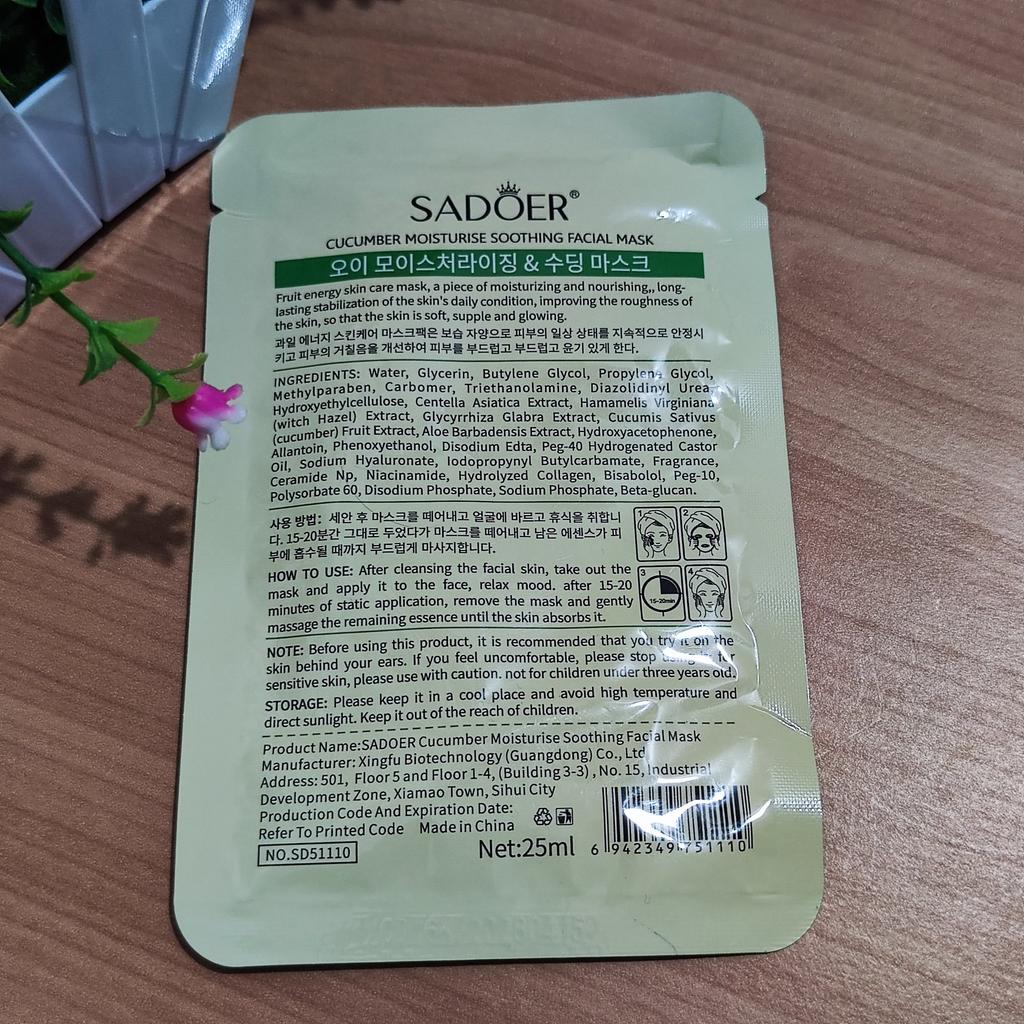 SADOER®
CUCUMBER MOISTURISE SOOTHING FACIAL MASK
오이 모이스처라이징 & 수딩 마스크
Fruit energy skin care mask, a piece of moisturizing and nourishing,, long-
lasting stabilization of the skin's daily condition, improving the roughness of
the skin, so that the skin is soft, supple and glowing.
과일 에너지 스킨케어 마스크팩은 보습 자양으로 피부의 일상 상태를 지속적으로 안정시
키고 피부의 거칠음을 개선하여 피부를 부드럽고 부드럽고 윤기 있게 한다.
INGREDIENTS: Water, Glycerin, Butylene Glycol, Propylene Glycol,
Methylparaben, Carbomer, Triethanolamine, Diazolidinyl Urea,
Hydroxyethylcellulose, Centella Asiatica Extract, Hamamelis Virginiana
(witch Hazel) Extract, Glycyrrhiza Glabra Extract, Cucumis Sativus
(cucumber) Fruit Extract, Aloe Barbadensis Extract, Hydroxyacetophenone,
Allantoin, Phenoxyethanol, Disodium Edta, Peg-40 Hydrogenated Castor
Oil, Sodium Hyaluronate, Iodopropynyl Butylcarbamate, Fragrance,
Ceramide Np, Niacinamide, Hydrolyzed Collagen, Bisabolol, Peg-10,
Polysorbate 60, Disodium Phosphate, Sodium Phosphate, Beta-glucan.
사용 방법: 세안 후 마스크를 떼어내고 얼굴에 바르고 휴식을 취합니
다. 15-20분간 그대로 두었다가 마스크를 떼어내고 남은 에센스가 피
부에 흡수될 때까지 부드럽게 마사지합니다.
2
3
15-20min
4
HOW TO USE: After cleansing the facial skin, take out the
mask and apply it to the face, relax mood. after 15-20
minutes of static application, remove the mask and gently
massage the remaining essence until the skin absorbs it.
NOTE: Before using this product, it is recommended that you try it on the
skin behind your ears. If you feel uncomfortable, please stop using it. for
sensitive skin, please use with caution. not for children under three years old.
STORAGE: Please keep it in a cool place and avoid high temperature and
direct sunlight. Keep it out of the reach of children.
Product Name:SADOER Cucumber Moisturise Soothing Facial Mask
Manufacturer: Xingfu Biotechnology (Guangdong) Co., Ltd
Address: 501, Floor 5 and Floor 1-4, (Building 3-3) , No. 15, Industrial
Development Zone, Xiamao Town, Sihui City
Production Code And Expiration Date:
Refer To Printed Code Made in China
NO.SD51110
Net:25ml
6 942349 751110